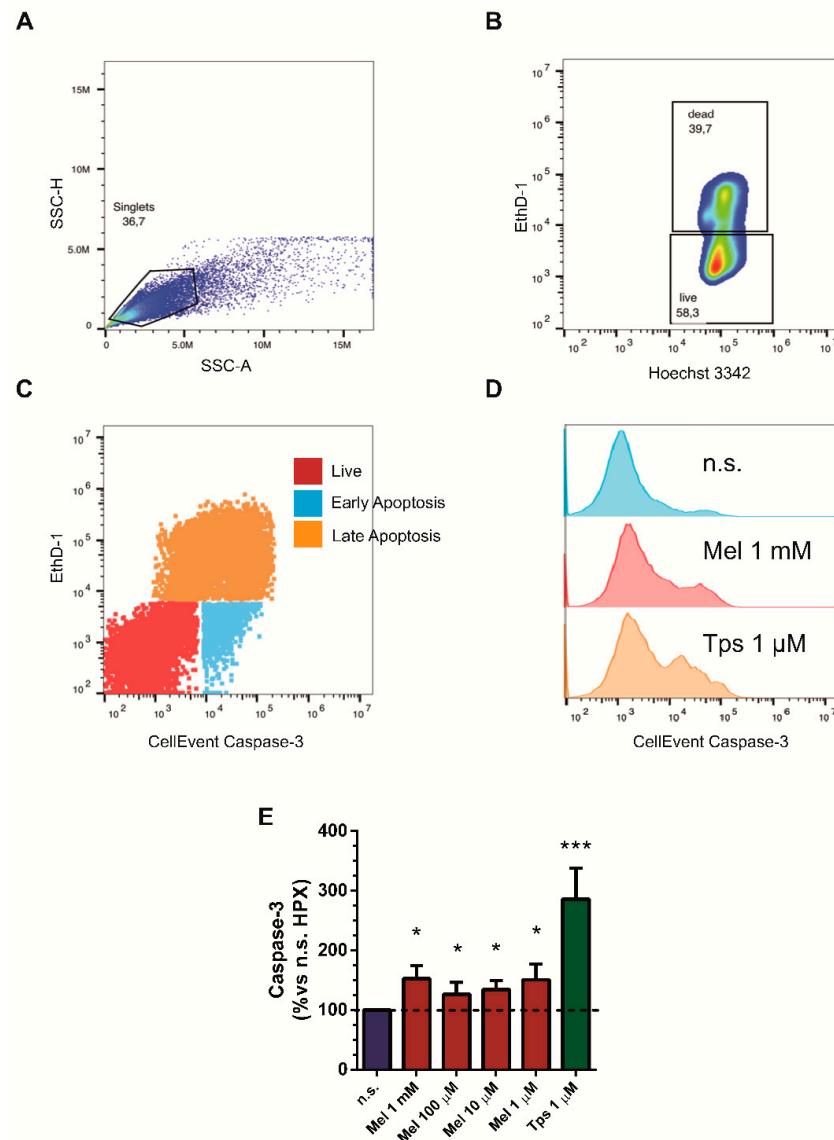 A
SSC-H
15M
10M
5.0M
0
Singlets
36,7
0
5.0M
10M
15M
SSC-A
B
EthD-1
10^7
10^6
10^5
10^4
10^3
10^2
dead
39,7
live
58,3
10^2
10^3
10^4
10^5
10^6
10^7
Hoechst 3342
C
EthD-1
10^7
10^6
10^5
10^4
10^3
10^2
Live
Early Apoptosis
Late Apoptosis
10^2
10^3
10^4
10^5
10^6
10^7
CellEvent Caspase-3
D
n.s.
Mel 1 mM
Tps 1 µM
10^2
10^3
10^4
10^5
10^6
10^7
CellEvent Caspase-3
E
Caspase-3
(%vs n.s. HPX)
400
300
200
150
100
50
0
*
*
*
*
***
n.s.
Mel 1 mM
Mel 100 µM
Mel 10 µM
Mel 1 µM
Tps 1 µM